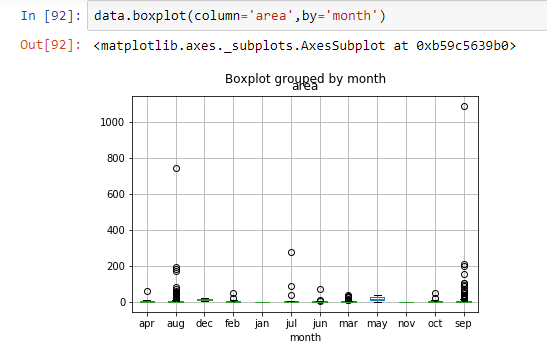 In [92]: data.boxplot(column='area',by='month')
Out[92]: <matplotlib.axes._subplots.AxesSubplot at 0xb59c5639b0>
Boxplot grouped by month
area
1000
800
600
400
200
0
apr aug dec feb jan jul jun mar may nov oct sep
month